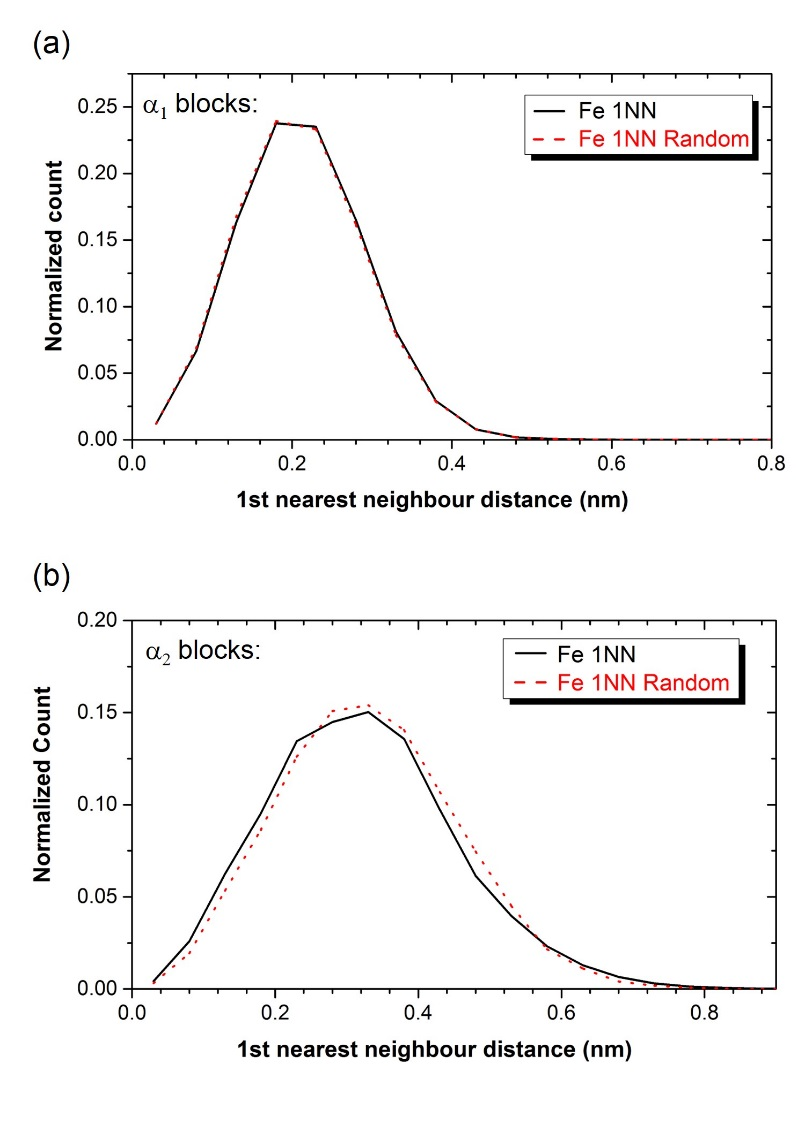 (a)
α1 blocks:
Fe 1NN
Fe 1NN Random
0.25
0.20
0.15
0.10
0.05
0.00
Normalized count
0.0 0.2 0.4 0.6 0.8
1st nearest neighbour distance (nm)
(b)
α2 blocks:
Fe 1NN
Fe 1NN Random
0.20
0.15
0.10
0.05
0.00
Normalized Count
0.0 0.2 0.4 0.6 0.8
1st nearest neighbour distance (nm)